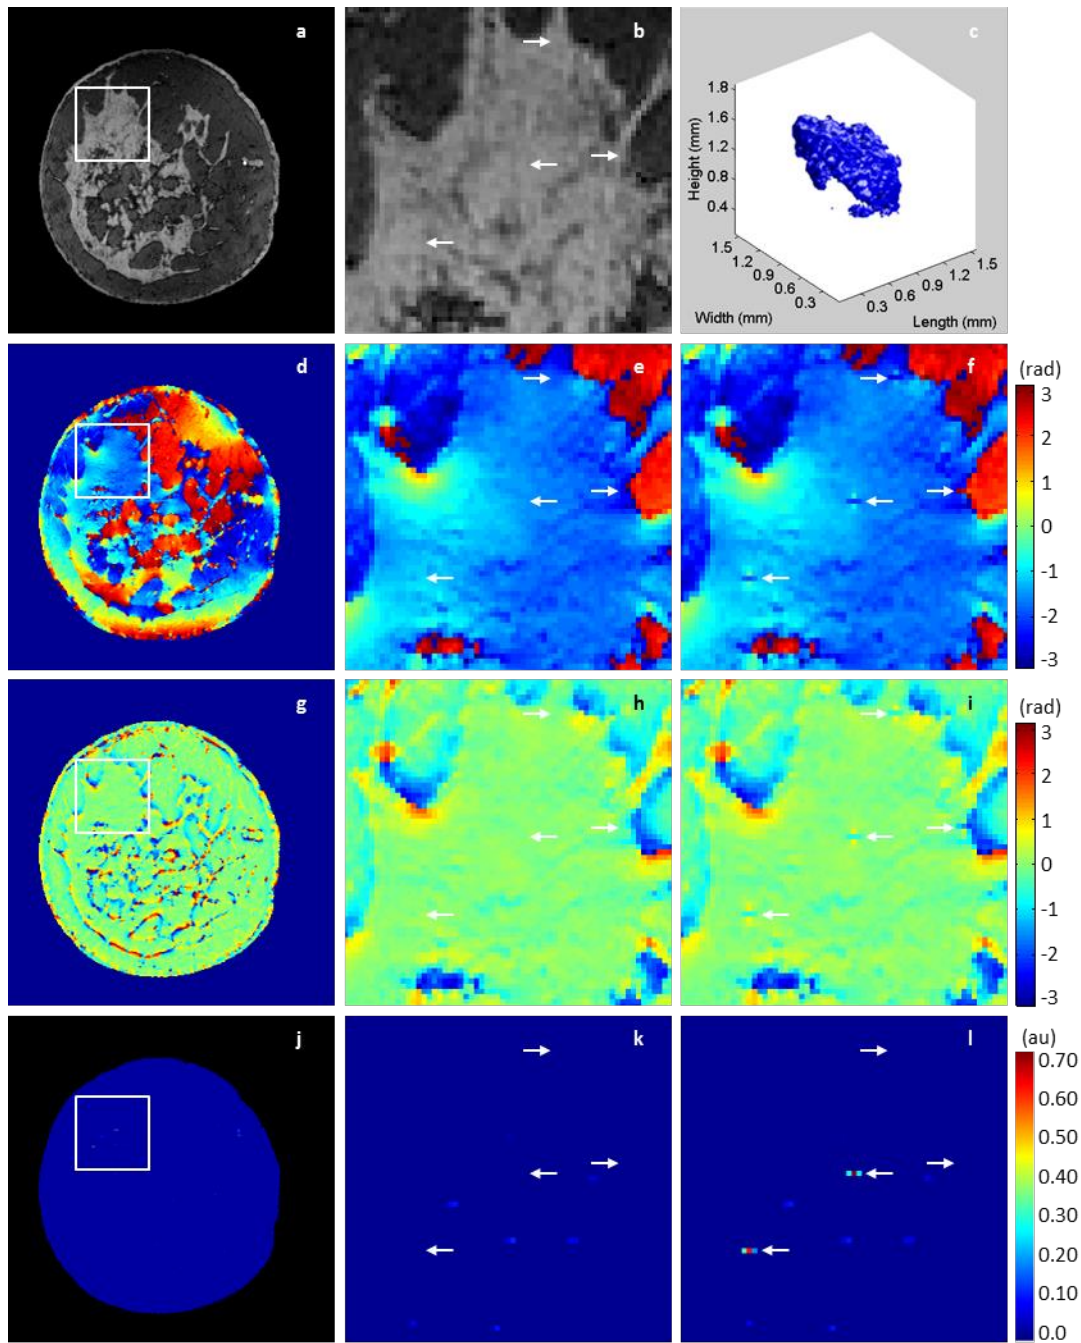 a
b
c
1.8
1.6
1.2
0.8
0.4
Height (mm)
1.5
1.2
0.9
0.6
0.3
Width (mm)
0.3
0.6
0.9
1.2
1.5
Length (mm)
d
e
f
(rad)
3
2
1
0
-1
-2
-3
g
h
i
(rad)
3
2
1
0
-1
-2
-3
j
k
l
(au)
0.70
0.60
0.50
0.40
0.30
0.20
0.10
0.0